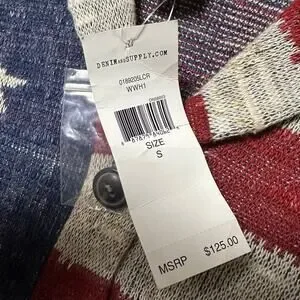 DENIMANDSUPPLY.COM
0189205LCR
WWH1
SIZE
S
MSRP $125.00